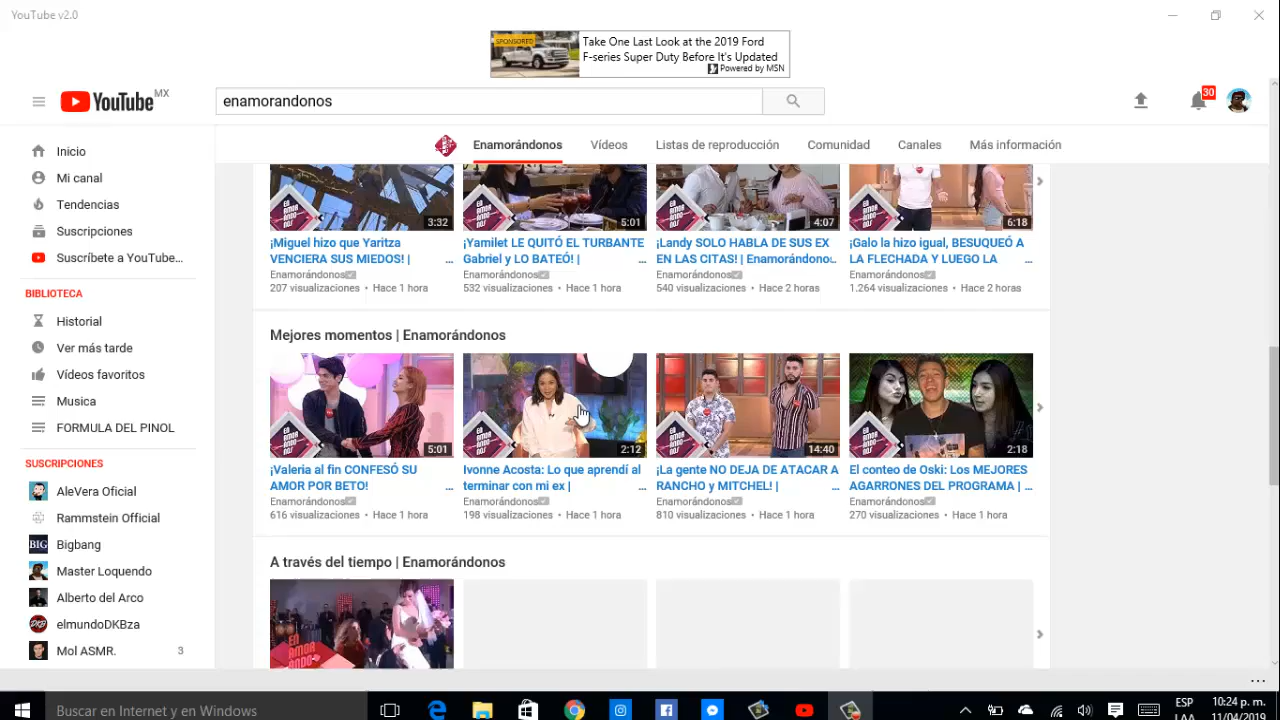 YouTube v2.0
SPONSORED
Take One Last Look at the 2019 Ford
F-series Super Duty Before It's Updated
Powered by MSN
YouTube MX
enamorandonos
30
Enamorándonos
Vídeos
Listas de reproducción
Comunidad
Canales
Más información
Inicio
Mi canal
Tendencias
Suscripciones
Suscríbete a YouTube...
BIBLIOTECA
Historial
Ver más tarde
Vídeos favoritos
Musica
FORMULA DEL PINOL
SUSCRIPCIONES
AleVera Oficial
Rammstein Oficial
BIG
Bigbang
Master Loquendo
Alberto del Arco
DKB
elmundoDKBza
Mol ASMR.
3
3:32
¡Miguel hizo que Yaritza
VENCIERA SUS MIEDOS! | ...
Enamorándonos
207 visualizaciones • Hace 1 hora
5:01
¡Yamilet LE QUITÓ EL TURBANTE
Gabriel y LO BATEÓ! | ...
Enamorándonos
532 visualizaciones • Hace 1 hora
4:07
¡Landy SOLO HABLA DE SUS EX
EN LAS CITAS! | Enamorándono...
Enamorándonos
540 visualizaciones • Hace 2 horas
6:18
¡Galo la hizo igual, BESUQUEÓ A
LA FLECHADA Y LUEGO LA ...
Enamorándonos
1.264 visualizaciones • Hace 2 horas
Mejores momentos | Enamorándonos
5:01
¡Valeria al fin CONFESÓ SU
AMOR POR BETO! ...
Enamorándonos
616 visualizaciones • Hace 1 hora
2:12
Ivonne Acosta: Lo que aprendí al
terminar con mi ex | ...
Enamorándonos
198 visualizaciones • Hace 1 hora
14:40
¡La gente NO DEJA DE ATACAR A
RANCHO y MITCHEL! | ...
Enamorándonos
810 visualizaciones • Hace 1 hora
2:18
El conteo de Oski: Los MEJORES
AGARRONES DEL PROGRAMA | ...
Enamorándonos
270 visualizaciones • Hace 1 hora
A través del tiempo | Enamorándonos
Buscar en Internet y en Windows
ESP
LAA
10:24 p. m.
11/04/2019